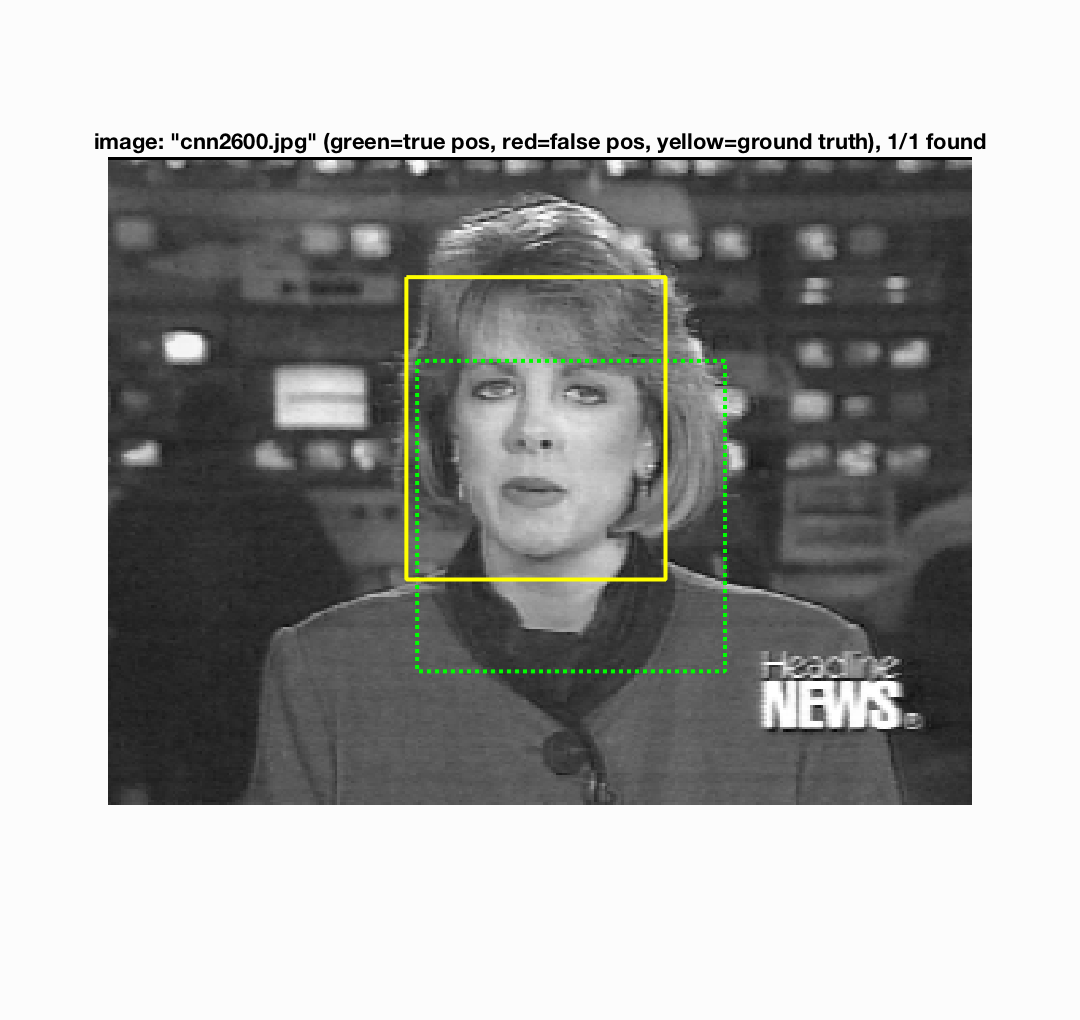 image: "cnn2600.jpg" (green=true pos, red=false pos, yellow=ground truth), 1/1 found
Headline
NEWS®